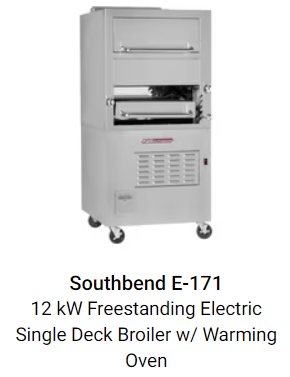 Southbend E-171
12 kW Freestanding Electric
Single Deck Broiler w/ Warming
Oven